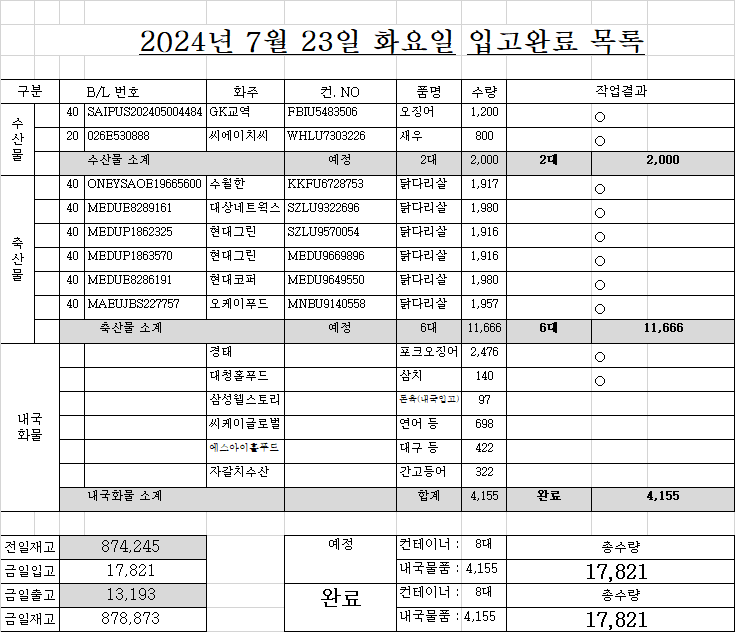 2024년 7월 23일 화요일 입고완료 목록
구분 B/L 번호 화주 컨. NO 품명 수량 작업결과
수산물
40 SAIPUS202405004484 GK교역 FBIU5483506 오징어 1,200 ○
20 026E530888 씨에이치씨 WHLU7303226 새우 800 ○
수산물 소계 예정 2대 2,000 2대 2,000
축산물
40 ONEYSAOE19665600 수월한 KKFU6728753 닭다리살 1,917 ○
40 MEDUE8289161 대상네트웍스 SZLU9322696 닭다리살 1,980 ○
40 MEDUP1862325 현대그린 SZLU9570054 닭다리살 1,916 ○
40 MEDUP1863570 현대그린 MEDU9669896 닭다리살 1,916 ○
40 MEDUE8286191 현대코퍼 MEDU9649550 닭다리살 1,980 ○
40 MAEUJBS227757 오케이푸드 MNBU9140558 닭다리살 1,957 ○
축산물 소계 예정 6대 11,666 6대 11,666
내국화물
경태 포크오징어 2,476 ○
대청홀푸드 삼치 140 ○
삼성웰스토리 돈육(내국입고) 97
씨케이글로벌 연어 등 698
에스아이홀푸드 대구 등 422
자갈치수산 간고등어 322
내국화물 소계 합계 4,155 완료 4,155
전일재고 874,245 예정 컨테이너 : 8대 총수량
금일입고 17,821 내국물품 : 4,155 17,821
금일출고 13,193 완료 컨테이너 : 8대 총수량
금일재고 878,873 내국물품 : 4,155 17,821